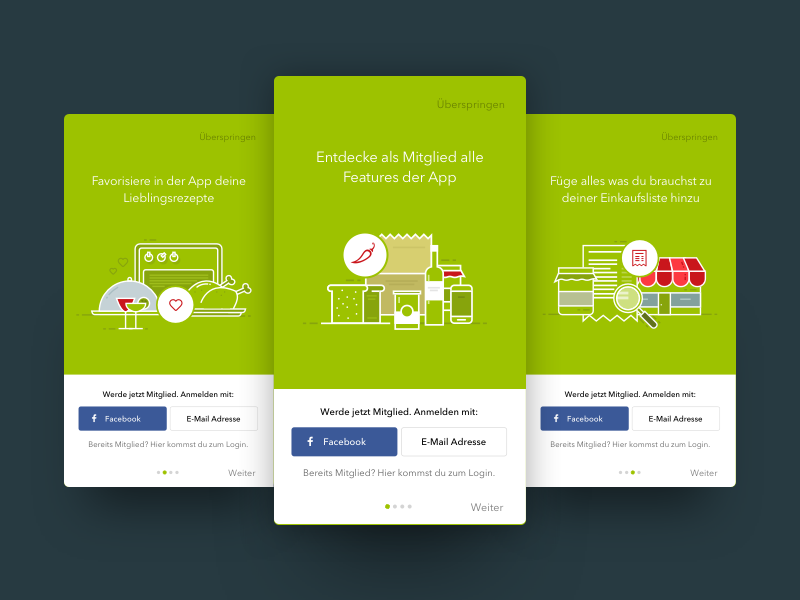 Überspringen
Favorisiere in der App deine
Lieblingsrezepte
Werde jetzt Mitglied. Anmelden mit:
Facebook
E-Mail Adresse
Bereits Mitglied? Hier kommst du zum Login.
Weiter
Überspringen
Entdecke als Mitglied alle
Features der App
Werde jetzt Mitglied. Anmelden mit:
Facebook
E-Mail Adresse
Bereits Mitglied? Hier kommst du zum Login.
Weiter
Überspringen
Füge alles was du brauchst zu
deiner Einkaufsliste hinzu
Werde jetzt Mitglied. Anmelden mit:
Facebook
E-Mail Adresse
Bereits Mitglied? Hier kommst du zum Login.
Weiter